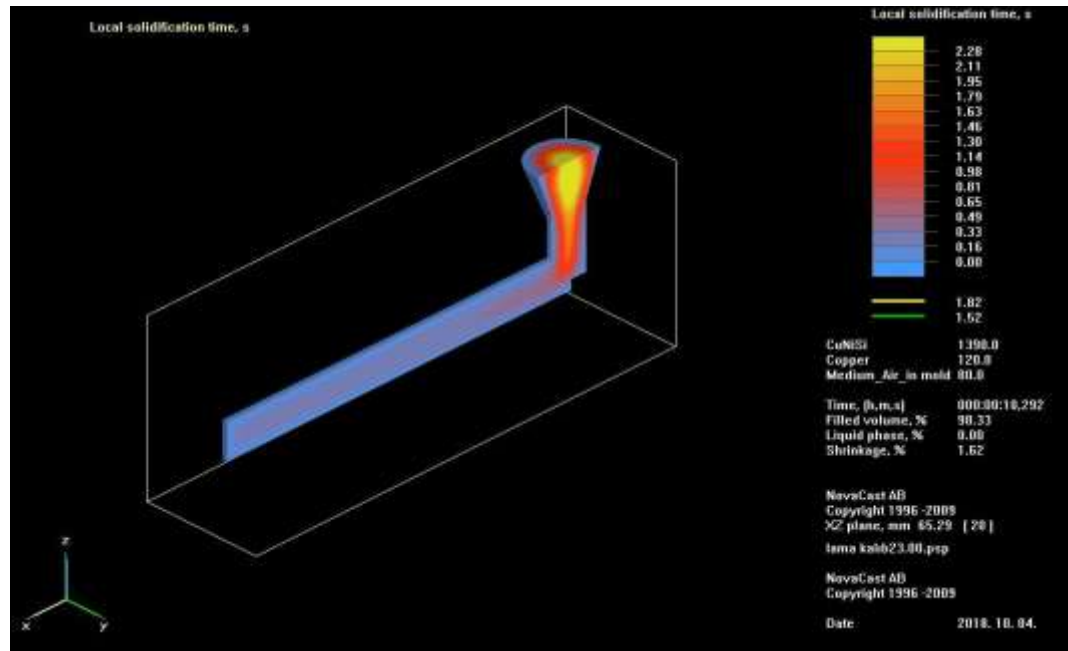 Local solidification time, s
Local solidification time, s
2.28
2.11
1.95
1.79
1.63
1.46
1.30
1.14
0.98
0.81
0.65
0.49
0.33
0.16
0.00
1.82
1.52
CuNiSi 1390.0
Copper 120.0
Medium_Air_in mold 80.0
Time, (h,m,s) 000:00:10,292
Filled volume, % 98.33
Liquid phase, % 0.00
Shrinkage, % 1.62
NovaCast AB
Copyright 1996 -2009
XZ plane, mm 65.29 [ 20 ]
lama kalıb23.00.psp
NovaCast AB
Copyright 1996 -2009
Date 2018. 10. 04.
z
x
y